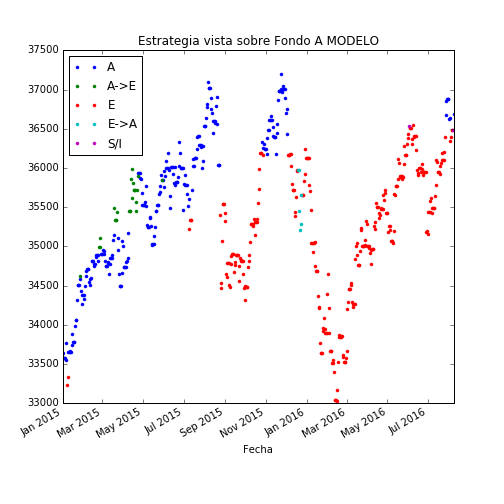 Estrategia vista sobre Fondo A MODELO
37500
37000
36500
36000
35500
35000
34500
34000
33500
33000
A
A->E
E
E->A
S/I
Jan 2015
Mar 2015
May 2015
Jul 2015
Sep 2015
Nov 2015
Jan 2016
Mar 2016
May 2016
Jul 2016
Fecha